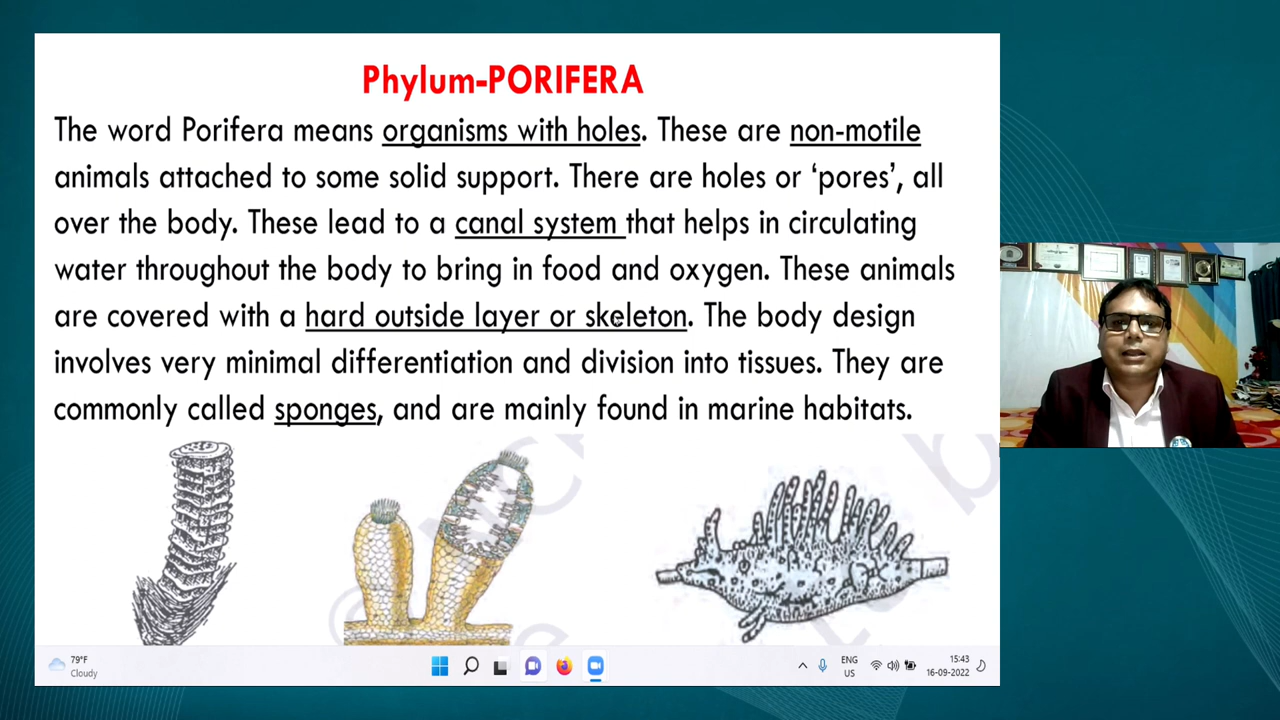 Phylum-PORIFERA
The word Porifera means organisms with holes. These are non-motile
animals attached to some solid support. There are holes or ‘pores’, all
over the body. These lead to a canal system that helps in circulating
water throughout the body to bring in food and oxygen. These animals
are covered with a hard outside layer or skeleton. The body design
involves very minimal differentiation and division into tissues. They are
commonly called sponges, and are mainly found in marine habitats.
79°F
Cloudy
ENG
US
15:43
16-09-2022